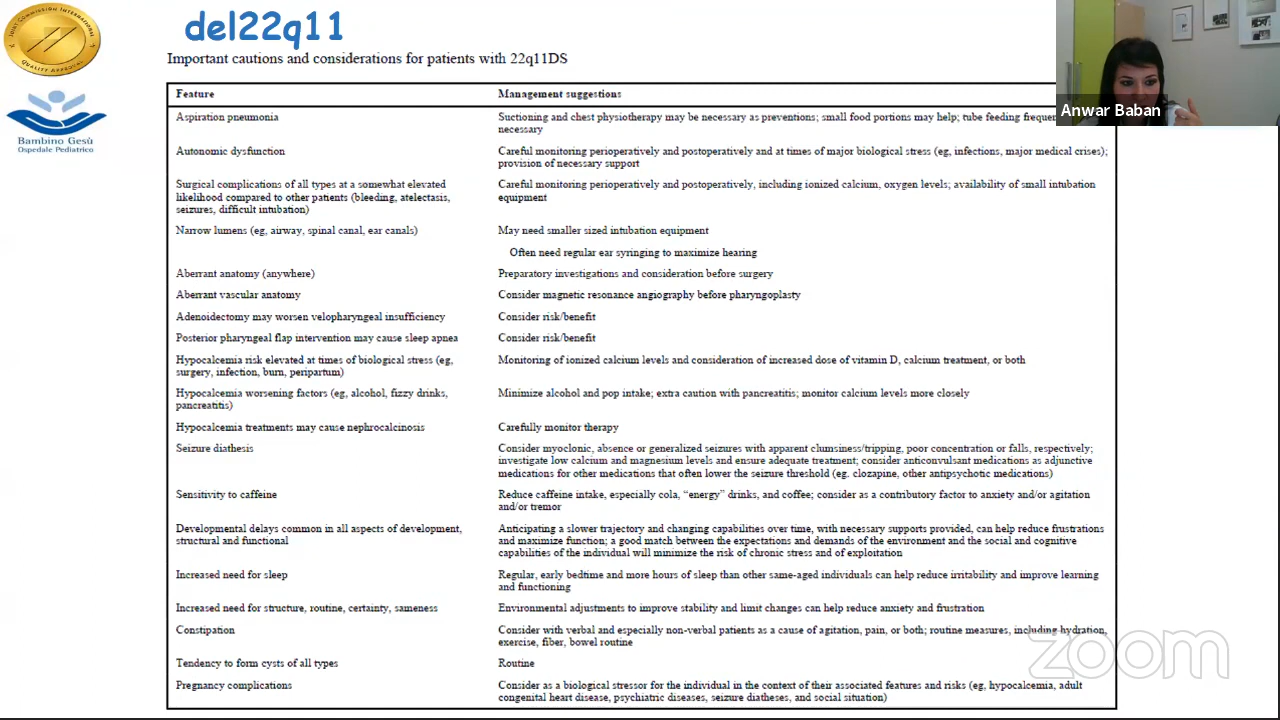 JOINT COMMISSION INTERNATIONAL
QUALITY APPROVAL
Bambino Gesù
Ospedale Pediatrico
del22q11
Important cautions and considerations for patients with 22q11DS
Anwar Baban
Feature Management suggestions
Aspiration pneumonia Suctioning and chest physiotherapy may be necessary as preventions; small food portions may help; tube feeding
necessary
Autonomic dysfunction Careful monitoring perioperatively and postoperatively and at times of major biological stress (eg, infections, major medical crises);
provision of necessary support
Surgical complications of all types at a somewhat elevated Careful monitoring perioperatively and postoperatively, including ionized calcium, oxygen levels; availability of small intubation
likelihood compared to other patients (bleeding, atelectasis, equipment
seizures, difficult intubation)
Narrow lumens (eg, airway, spinal canal, ear canals) May need smaller sized intubation equipment
Often need regular ear syringing to maximize hearing
Aberrant anatomy (anywhere) Preparatory investigations and consideration before surgery
Aberrant vascular anatomy Consider magnetic resonance angiography before pharyngoplasty
Adenoidectomy may worsen velopharyngeal insufficiency Consider risk/benefit
Posterior pharyngeal flap intervention may cause sleep apnea Consider risk/benefit
Hypocalcemia risk elevated at times of biological stress (eg, Monitoring of ionized calcium levels and consideration of increased dose of vitamin D, calcium treatment, or both
surgery, infection, burn, peripartum)
Hypocalcemia worsening factors (eg, alcohol, fizzy drinks, Minimize alcohol and pop intake; extra caution with pancreatitis; monitor calcium levels more closely
pancreatitis)
Hypocalcemia treatments may cause nephrocalcinosis Carefully monitor therapy
Seizure diathesis Consider myoclonic, absence or generalized seizures with apparent clumsiness/tripping, poor concentration or falls, respectively;
investigate low calcium and magnesium levels and ensure adequate treatment; consider anticonvulsant medications as adjunctive
medications for other medications that often lower the seizure threshold (eg. clozapine, other antipsychotic medications)
Sensitivity to caffeine Reduce caffeine intake, especially cola, “energy” drinks, and coffee; consider as a contributory factor to anxiety and/or agitation
and/or tremor
Developmental delays common in all aspects of development, Anticipating a slower trajectory and changing capabilities over time, with necessary supports provided, can help reduce frustrations
structural and functional and maximize function; a good match between the expectations and demands of the environment and the social and cognitive
capabilities of the individual will minimize the risk of chronic stress and of exploitation
Increased need for sleep Regular, early bedtime and more hours of sleep than other same-aged individuals can help reduce irritability and improve learning
and functioning
Increased need for structure, routine, certainty, sameness Environmental adjustments to improve stability and limit changes can help reduce anxiety and frustration
Constipation Consider with verbal and especially non-verbal patients as a cause of agitation, pain, or both; routine measures, including hydration,
exercise, fiber, bowel routine
Tendency to form cysts of all types Routine
Pregnancy complications Consider as a biological stressor for the individual in the context of their associated features and risks (eg, hypocalcemia, adult
congenital heart disease, psychiatric diseases, seizure diatheses, and social situation)
zoom